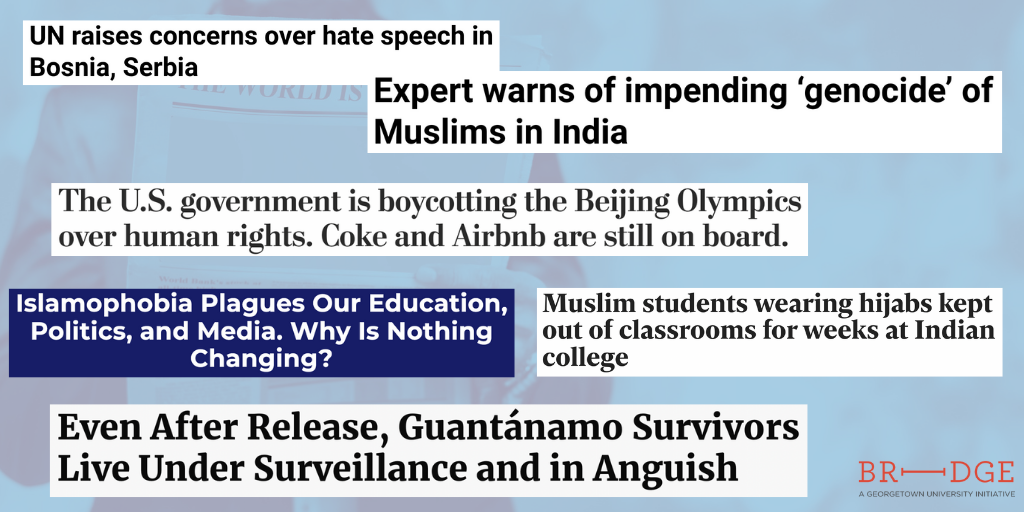 UN raises concerns over hate speech in
Bosnia, Serbia
THE WORLD IS
Expert warns of impending ‘genocide’ of
Muslims in India
The U.S. government is boycotting the Beijing Olympics
over human rights. Coke and Airbnb are still on board.
Islamophobia Plagues Our Education,
Politics, and Media. Why Is Nothing
Changing?
Muslim students wearing hijabs kept
out of classrooms for weeks at Indian
college
Even After Release, Guantánamo Survivors
Live Under Surveillance and in Anguish
BRIDGE
A GEORGETOWN UNIVERSITY INITIATIVE